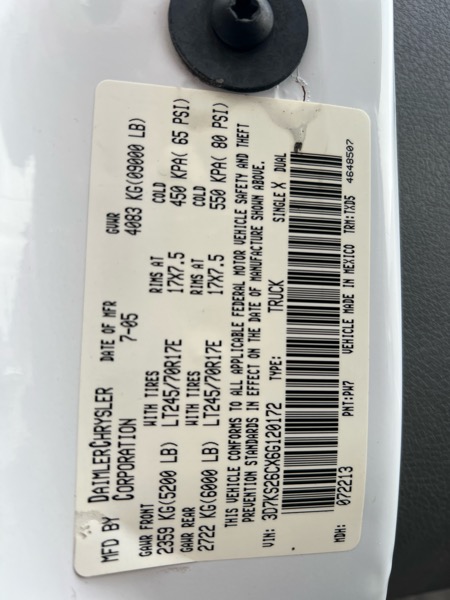 MFD BY DAIMLERCHRYSLER CORPORATION DATE OF MFR 7-05 GVWR 4083 KG(09000 LB)
GAWR FRONT WITH TIRES RIMS AT COLD
2359 KG(5200 LB) LT245/70R17E 17X7.5 450 KPA( 65 PSI)
GAWR REAR WITH TIRES RIMS AT COLD
2722 KG(6000 LB) LT245/70R17E 17X7.5 550 KPA( 80 PSI)
THIS VEHICLE CONFORMS TO ALL APPLICABLE FEDERAL MOTOR VEHICLE SAFETY AND THEFT
PREVENTION STANDARDS IN EFFECT ON THE DATE OF MANUFACTURE SHOWN ABOVE.
VIN: 3D7KS26CX6G120172 TYPE: TRUCK SINGLE X DUAL
MDH: 072213 PNT: PW7 VEHICLE MADE IN MEXICO TRM: TXD5 4648507